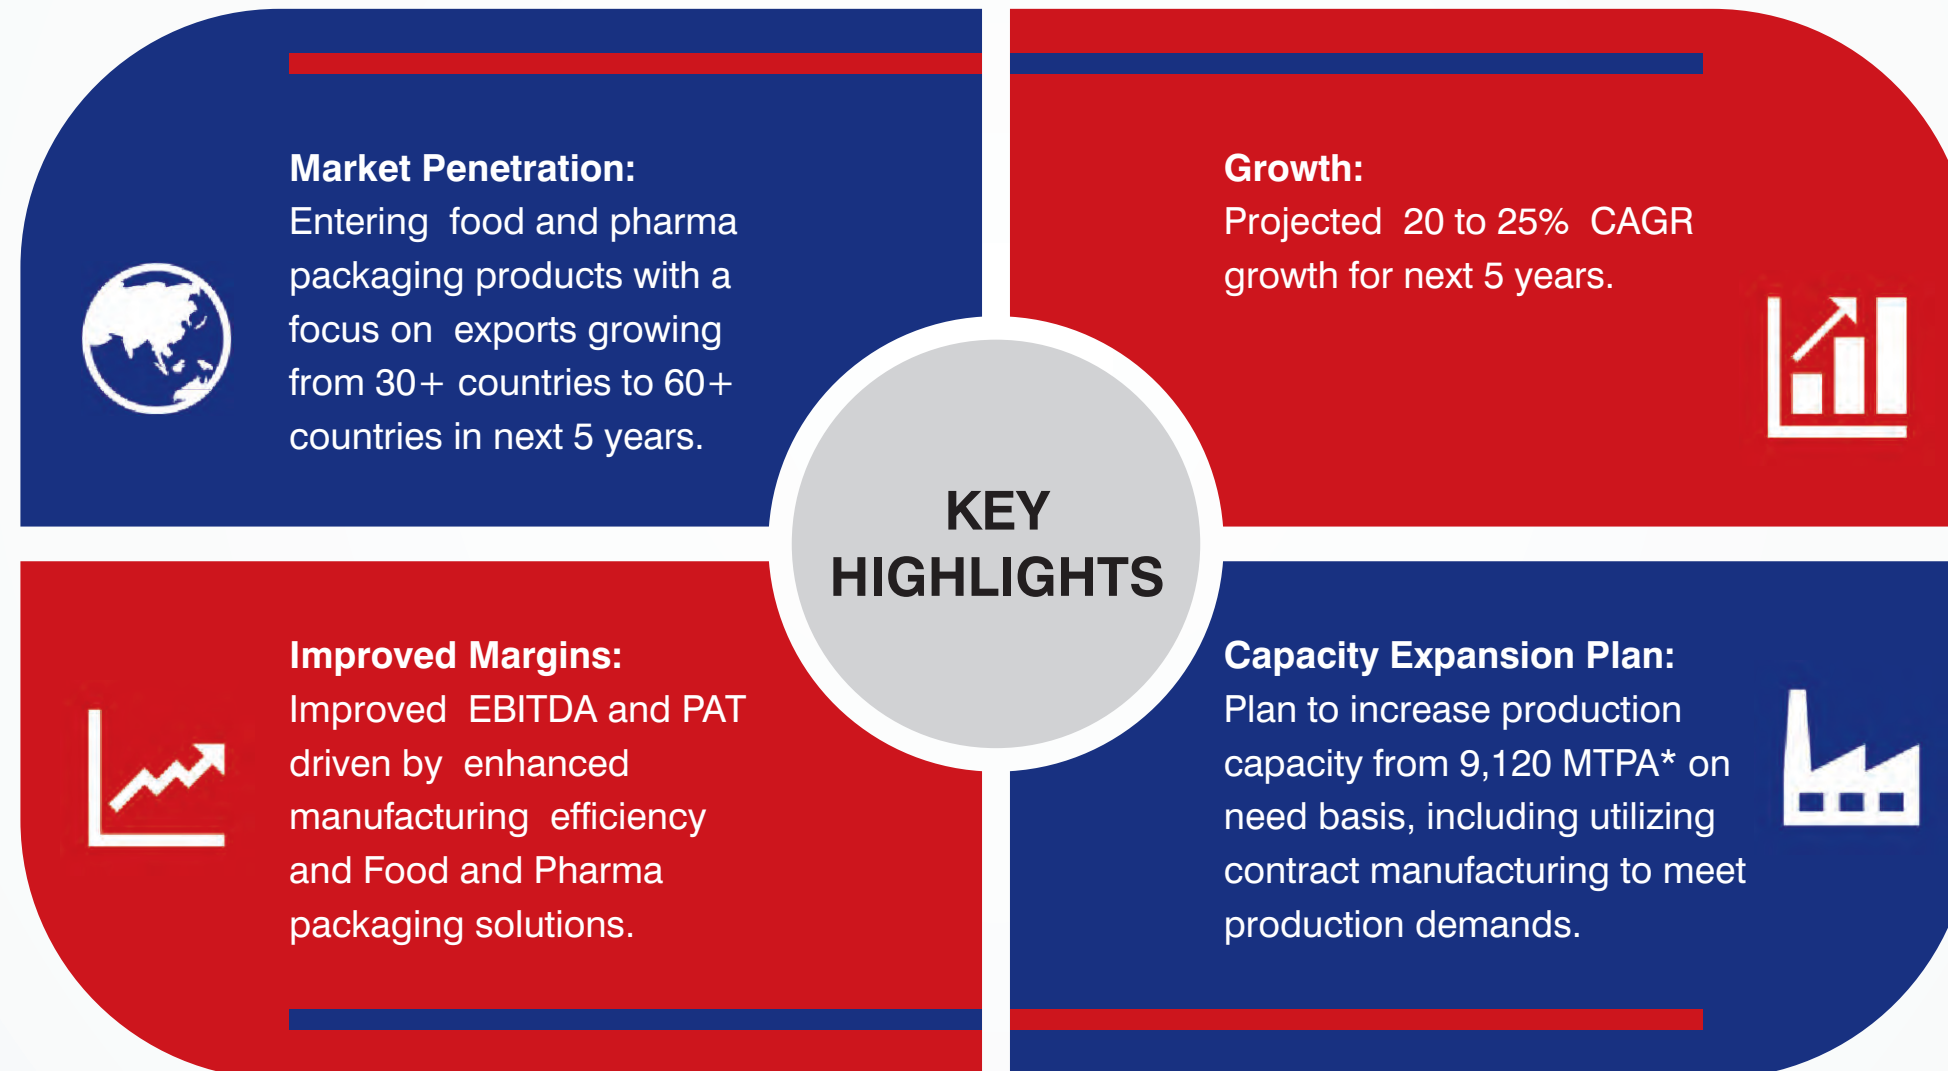 Market Penetration:
Entering food and pharma
packaging products with a
focus on exports growing
from 30+ countries to 60+
countries in next 5 years.
Growth:
Projected 20 to 25% CAGR
growth for next 5 years.
KEY
HIGHLIGHTS
Improved Margins:
Improved EBITDA and PAT
driven by enhanced
manufacturing efficiency
and Food and Pharma
packaging solutions.
Capacity Expansion Plan:
Plan to increase production
capacity from 9,120 MTPA* on
need basis, including utilizing
contract manufacturing to meet
production demands.